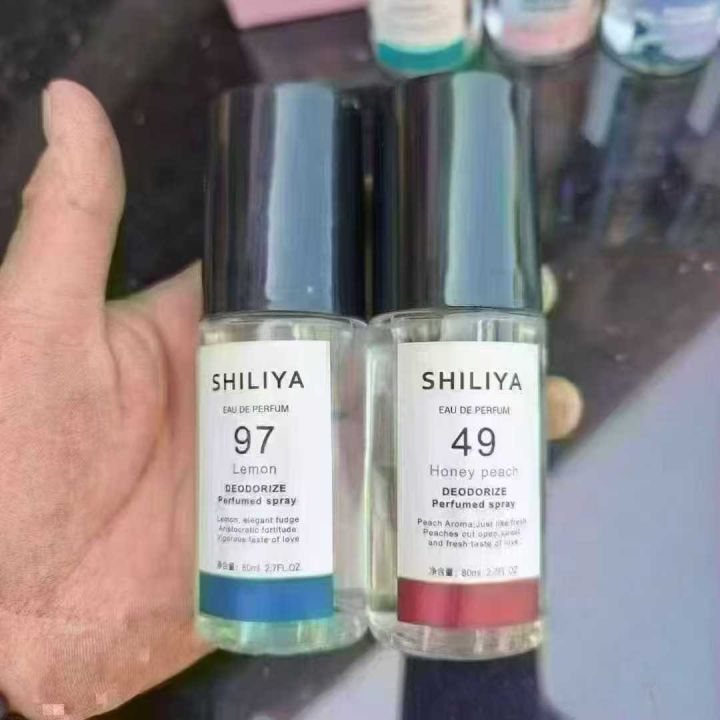 SHILIYA
EAU DE PERFUM
97
Lemon
DEODORIZE
Perfumed spray
Lemon, elegant fudge
Aristocratic fortitude
Vigorous taste of love
净含量: 80ml 2.7FL.OZ
SHILIYA
EAU DE PERFUM
49
Honey peach
DEODORIZE
Perfumed spray
Peach Aroma,Just like fresh
Peaches cut open,sweet
and fresh taste of love
净含量: 80ml 2.7FL.OZ